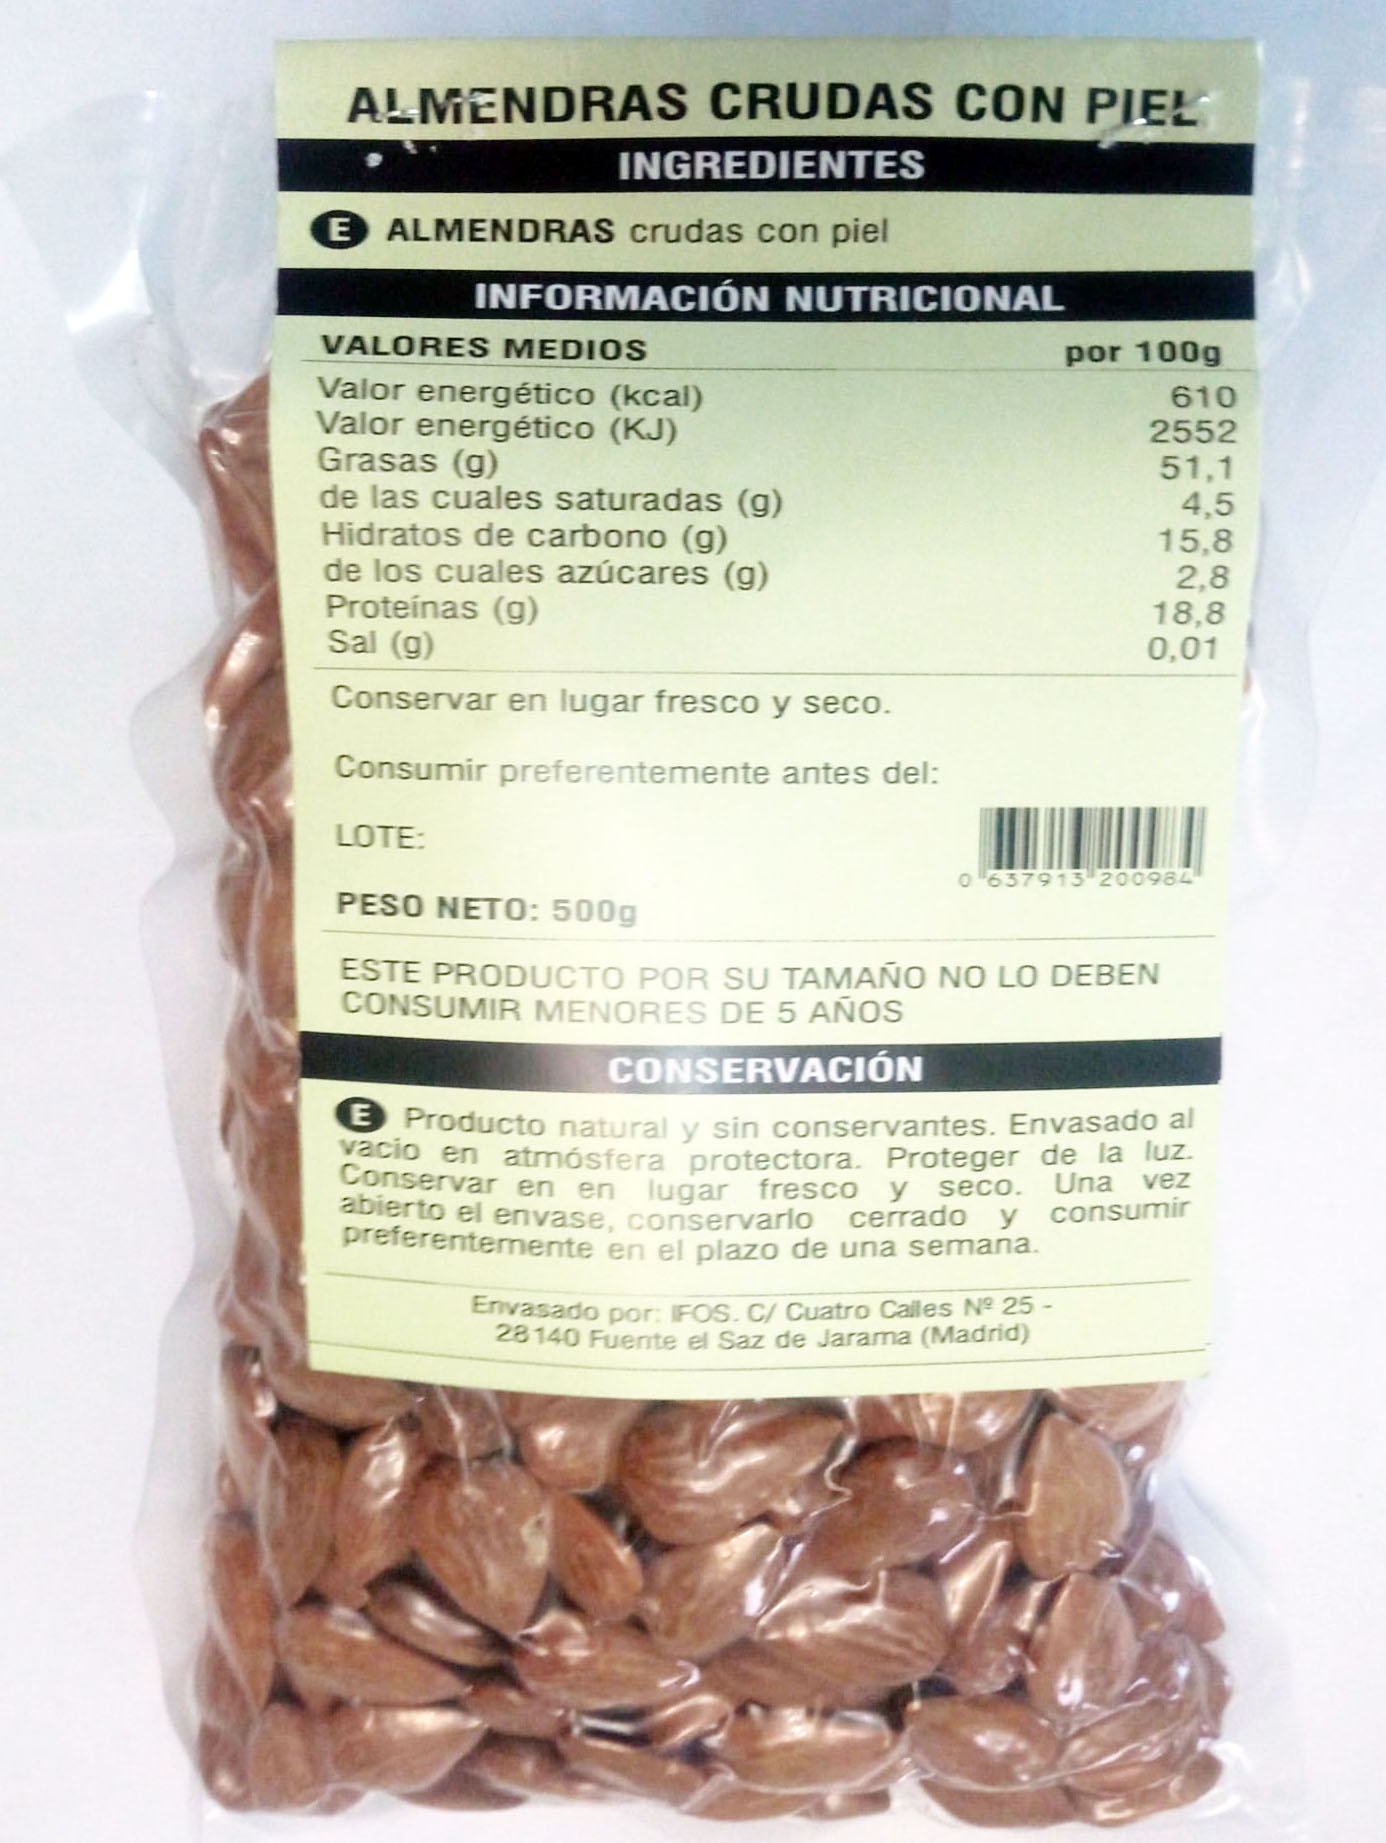 ALMENDRAS CRUDAS CON PIEL
INGREDIENTES
E ALMENDRAS crudas con piel
INFORMACIÓN NUTRICIONAL
VALORES MEDIOS por 100g
Valor energético (kcal) 610
Valor energético (KJ) 2552
Grasas (g) 51,1
de las cuales saturadas (g) 4,5
Hidratos de carbono (g) 15,8
de los cuales azúcares (g) 2,8
Proteínas (g) 18,8
Sal (g) 0,01
Conservar en lugar fresco y seco.
Consumir preferentemente antes del:
LOTE:
0 637913 200984
PESO NETO: 500g
ESTE PRODUCTO POR SU TAMAÑO NO LO DEBEN
CONSUMIR MENORES DE 5 AÑOS
CONSERVACIÓN
E Producto natural y sin conservantes. Envasado al
vacio en atmósfera protectora. Proteger de la luz.
Conservar en en lugar fresco y seco. Una vez
abierto el envase, conservarlo cerrado y consumir
preferentemente en el plazo de una semana.
Envasado por: IFOS. C/ Cuatro Calles Nº 25 -
28140 Fuente el Saz de Jarama (Madrid)